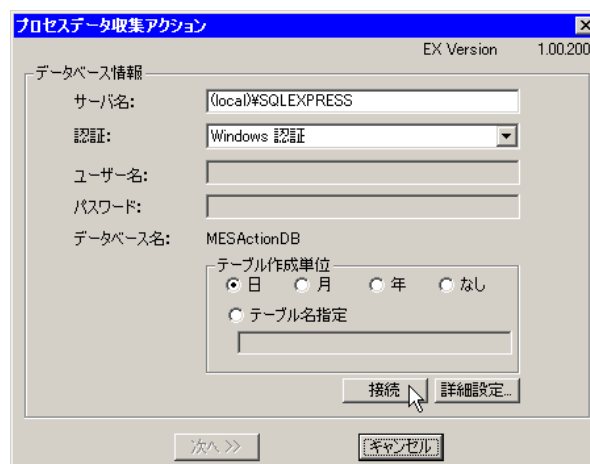 プロセスデータ収集アクション
EX Version 1.00.200
データベース情報
サーバ名: (local)¥SQLEXPRESS
認証: Windows 認証
ユーザー名:
パスワード:
データベース名: MESActionDB
テーブル作成単位
日 月 年 なし
テーブル名指定
接続 詳細設定...
次へ >> キャンセル